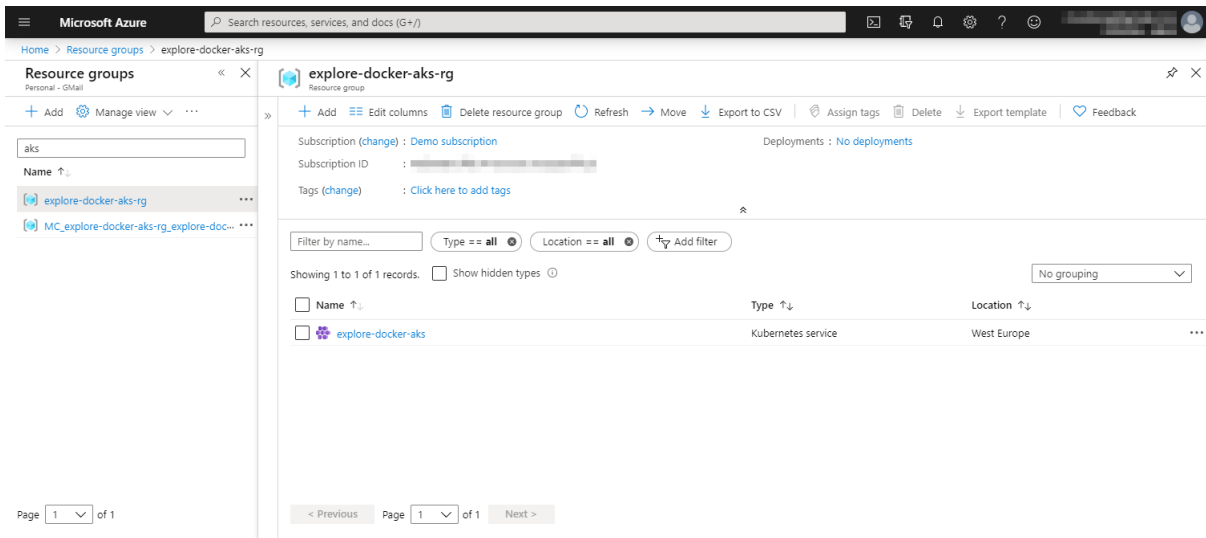 Microsoft Azure
Search resources, services, and docs (G+/)
Home > Resource groups > explore-docker-aks-rg
Resource groups
Personal - GMail
Add Manage view
aks
Name
explore-docker-aks-rg
MC_explore-docker-aks-rg_explore-doc...
Page 1 of 1
explore-docker-aks-rg
Resource group
Add Edit columns Delete resource group Refresh Move Export to CSV Assign tags Delete Export template Feedback
Subscription (change) : Demo subscription Deployments : No deployments
Subscription ID :
Tags (change) : Click here to add tags
Filter by name... Type == all Location == all Add filter
Showing 1 to 1 of 1 records. Show hidden types No grouping
Name Type Location
explore-docker-aks Kubernetes service West Europe
< Previous Page 1 of 1 Next >